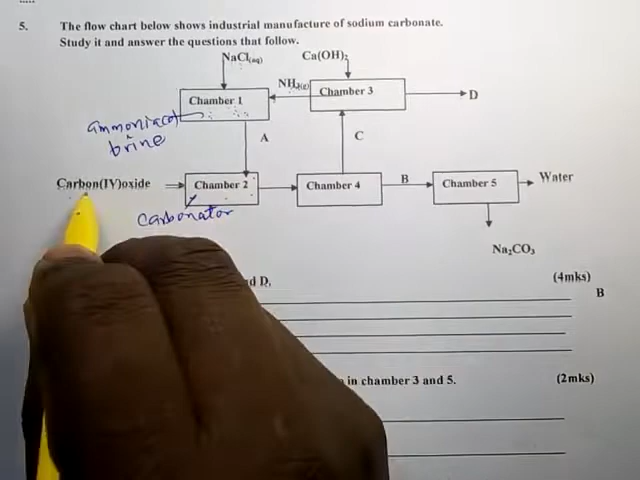 5. The flow chart below shows industrial manufacture of sodium carbonate.
Study it and answer the questions that follow.
NaCl(aq) Ca(OH)2
NH3(g)
Chamber 1 Chamber 3 D
ammoniacal
brine
A C
Carbon(IV)oxide Chamber 2 Chamber 4 B Chamber 5 Water
Carbonator
Na2CO3
d D. (4mks)
B
in chamber 3 and 5. (2mks)